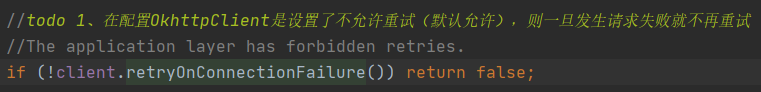 //todo 1、在配置OkhttpClient是设置了不允许重试（默认允许），则一旦发生请求失败就不再重试
//The application layer has forbidden retries.
if (!client.retryOnConnectionFailure()) return false;